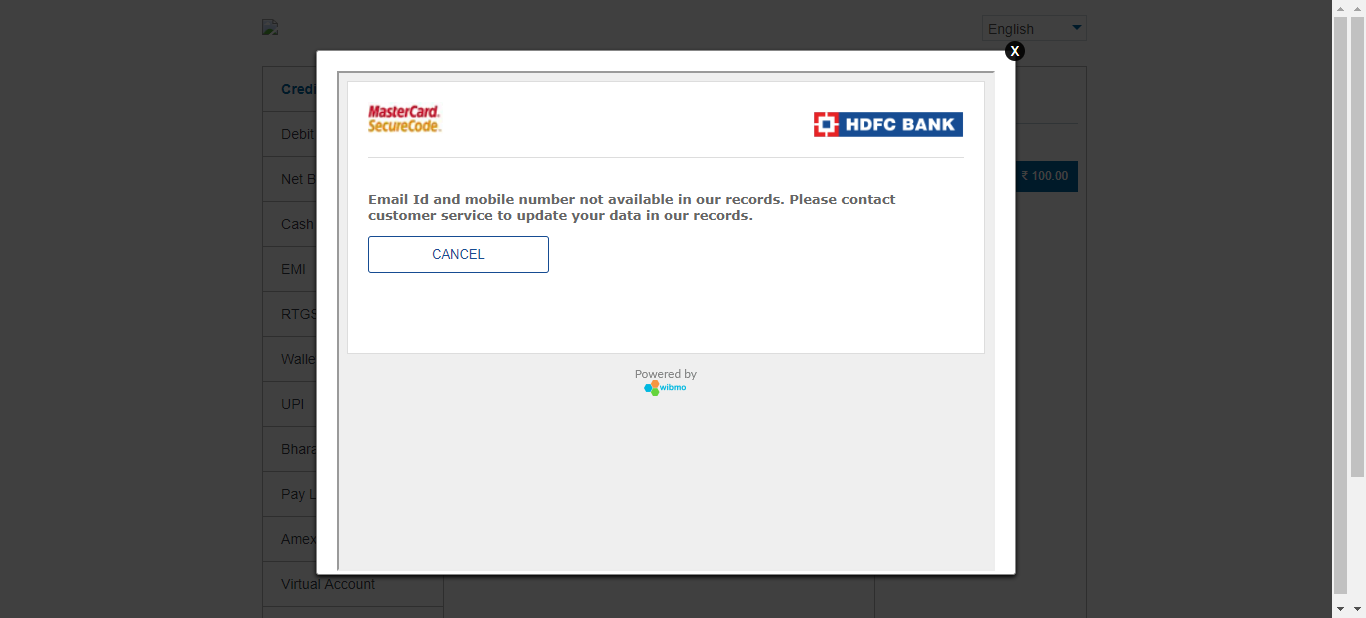 English
X
Credi
MasterCard.
SecureCode.
HDFC BANK
Debit
Net B
₹ 100.00
Email Id and mobile number not available in our records. Please contact
customer service to update your data in our records.
Cash
CANCEL
EMI
RTGS
Walle
Powered by
wibmo
UPI
Bhara
Pay L
Amex
Virtual Account